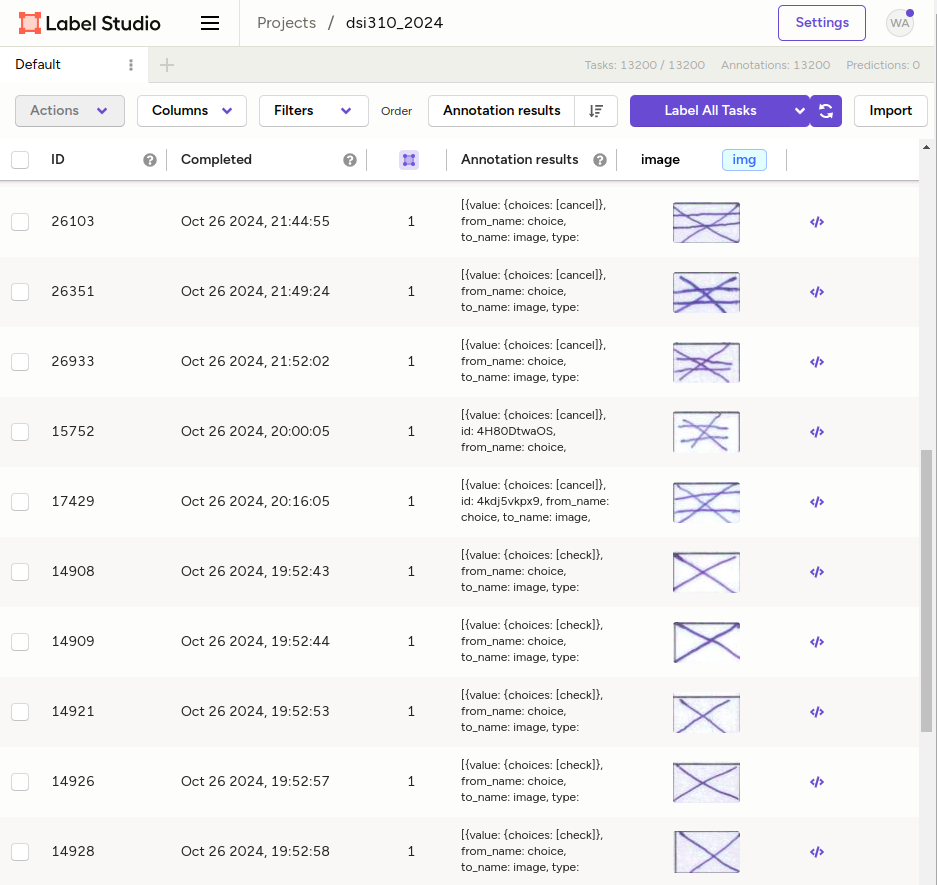 Label Studio
Projects / dsi310_2024
Settings
WA
Default
Tasks: 13200 / 13200 Annotations: 13200 Predictions: 0
Actions Columns Filters Order Annotation results Label All Tasks Import
ID Completed Annotation results image img
26103 Oct 26 2024, 21:44:55 1
[{value: {choices: [cancel]},
from_name: choice,
to_name: image, type:
26351 Oct 26 2024, 21:49:24 1
[{value: {choices: [cancel]},
from_name: choice,
to_name: image, type:
26933 Oct 26 2024, 21:52:02 1
[{value: {choices: [cancel]},
from_name: choice,
to_name: image, type:
15752 Oct 26 2024, 20:00:05 1
[{value: {choices: [cancel]},
id: 4H80DtwaOS,
from_name: choice,
17429 Oct 26 2024, 20:16:05 1
[{value: {choices: [cancel]},
id: 4kdj5vkpx9, from_name:
choice, to_name: image,
14908 Oct 26 2024, 19:52:43 1
[{value: {choices: [check]},
from_name: choice,
to_name: image, type:
14909 Oct 26 2024, 19:52:44 1
[{value: {choices: [check]},
from_name: choice,
to_name: image, type:
14921 Oct 26 2024, 19:52:53 1
[{value: {choices: [check]},
from_name: choice,
to_name: image, type:
14926 Oct 26 2024, 19:52:57 1
[{value: {choices: [check]},
from_name: choice,
to_name: image, type:
14928 Oct 26 2024, 19:52:58 1
[{value: {choices: [check]},
from_name: choice,
to_name: image, type: